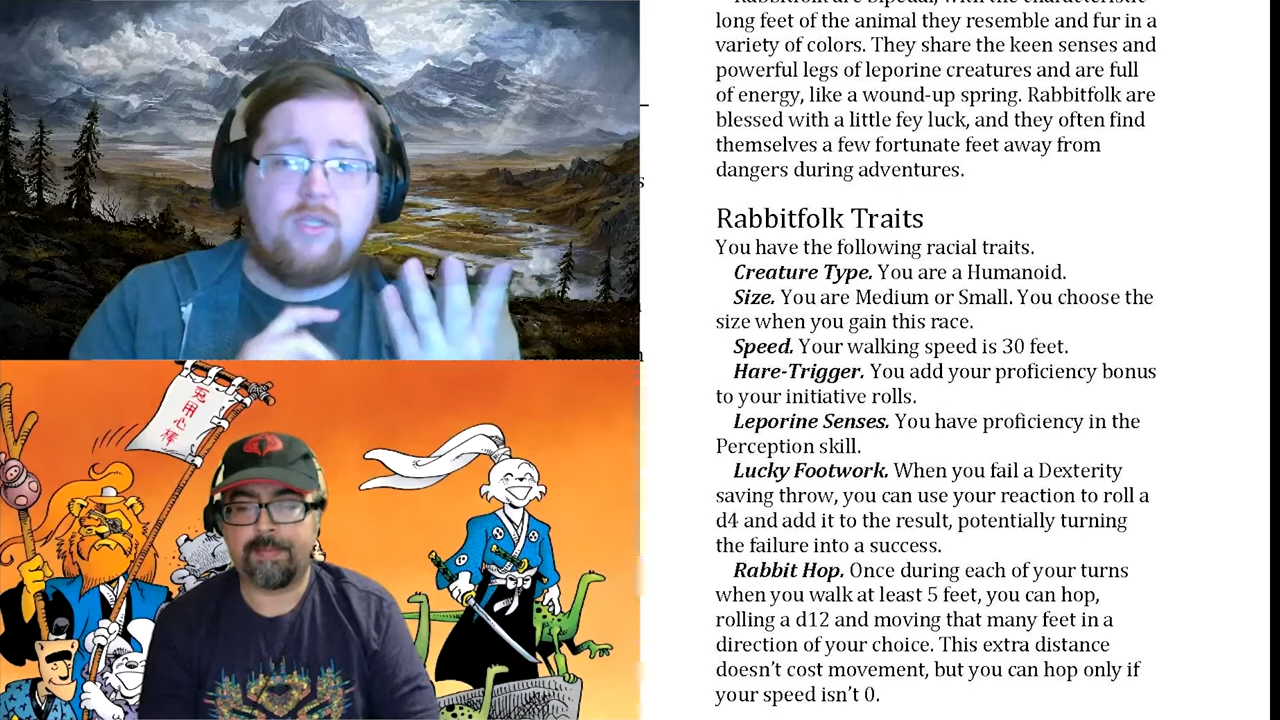 Rabbitfolk are bipedal, with the characteristic
long feet of the animal they resemble and fur in a
variety of colors. They share the keen senses and
powerful legs of leporine creatures and are full
of energy, like a wound-up spring. Rabbitfolk are
blessed with a little fey luck, and they often find
themselves a few fortunate feet away from
dangers during adventures.
Rabbitfolk Traits
You have the following racial traits.
Creature Type. You are a Humanoid.
Size. You are Medium or Small. You choose the
size when you gain this race.
Speed. Your walking speed is 30 feet.
Hare-Trigger. You add your proficiency bonus
to your initiative rolls.
Leporine Senses. You have proficiency in the
Perception skill.
Lucky Footwork. When you fail a Dexterity
saving throw, you can use your reaction to roll a
d4 and add it to the result, potentially turning
the failure into a success.
Rabbit Hop. Once during each of your turns
when you walk at least 5 feet, you can hop,
rolling a d12 and moving that many feet in a
direction of your choice. This extra distance
doesn’t cost movement, but you can hop only if
your speed isn’t 0.
用心棒